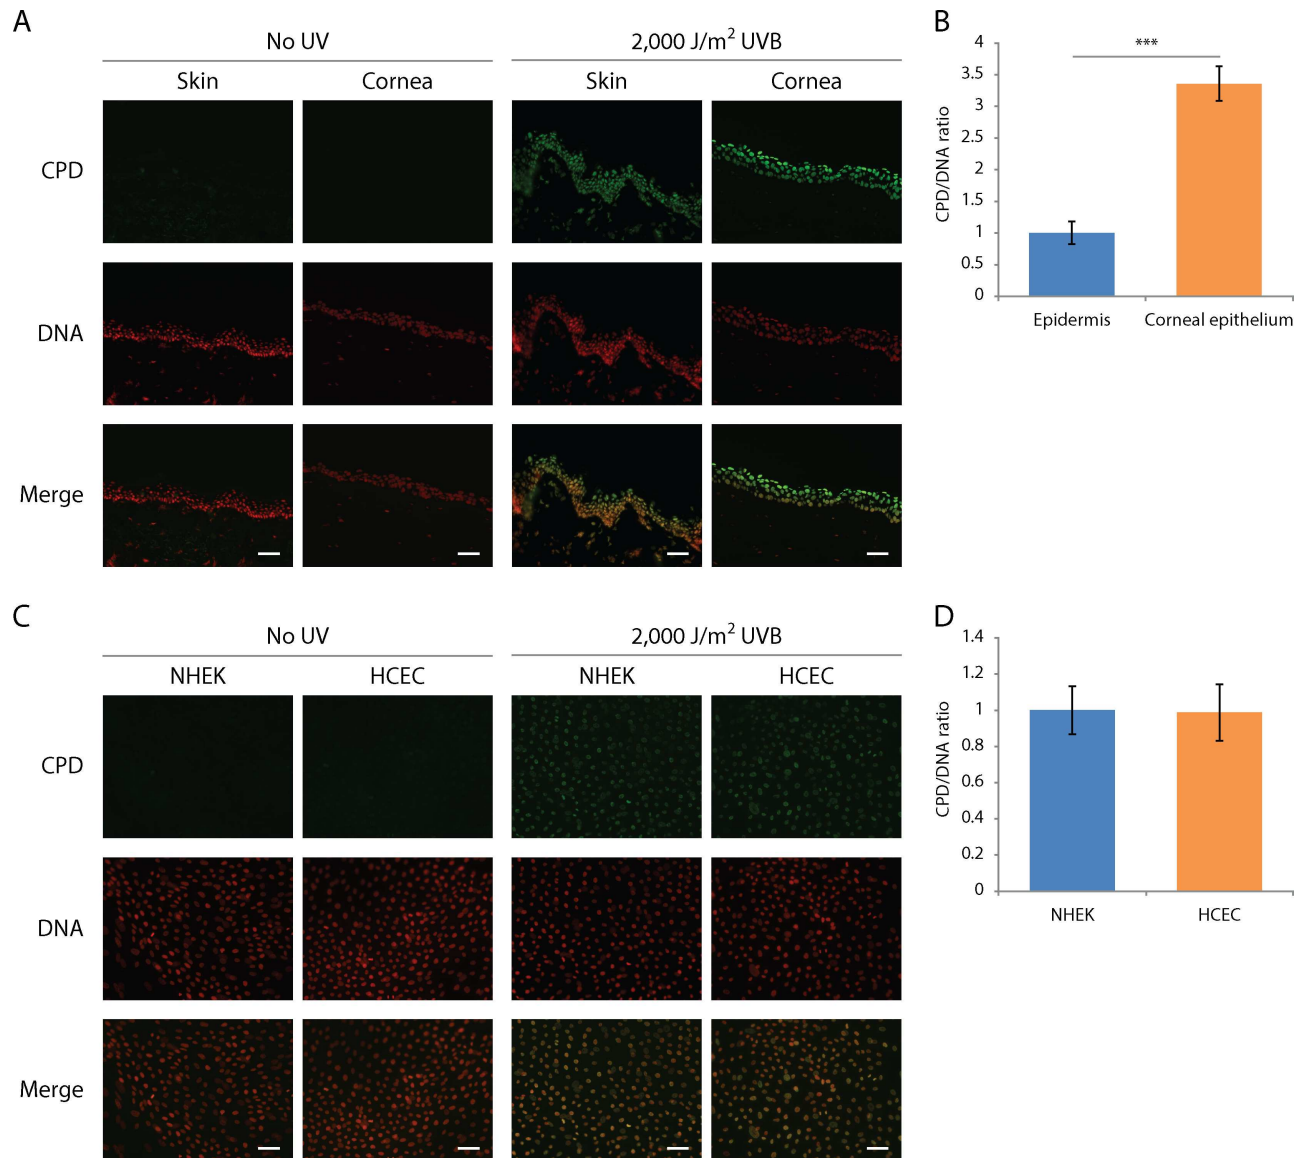 A
No UV
2,000 J/m² UVB
Skin
Cornea
Skin
Cornea
CPD
DNA
Merge
B
***
CPD/DNA ratio
4
3.5
3
2.5
2
1.5
1
0.5
0
Epidermis
Corneal epithelium
C
No UV
2,000 J/m² UVB
NHEK
HCEC
NHEK
HCEC
CPD
DNA
Merge
D
CPD/DNA ratio
1.4
1.2
1
0.8
0.6
0.4
0.2
0
NHEK
HCEC